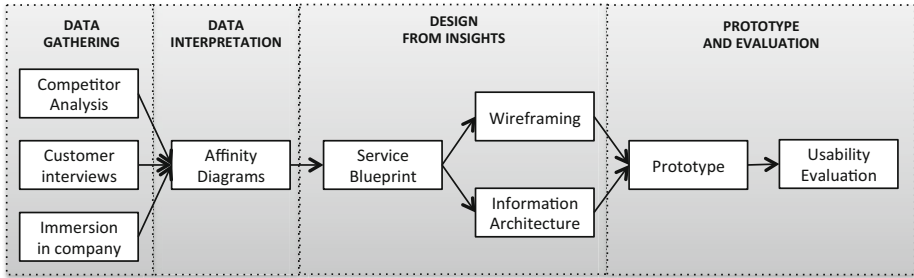 DATA
GATHERING
DATA
INTERPRETATION
DESIGN
FROM INSIGHTS
PROTOTYPE
AND EVALUATION
Competitor
Analysis
Customer
interviews
Immersion
in company
Affinity
Diagrams
Service
Blueprint
Wireframing
Information
Architecture
Prototype
Usability
Evaluation